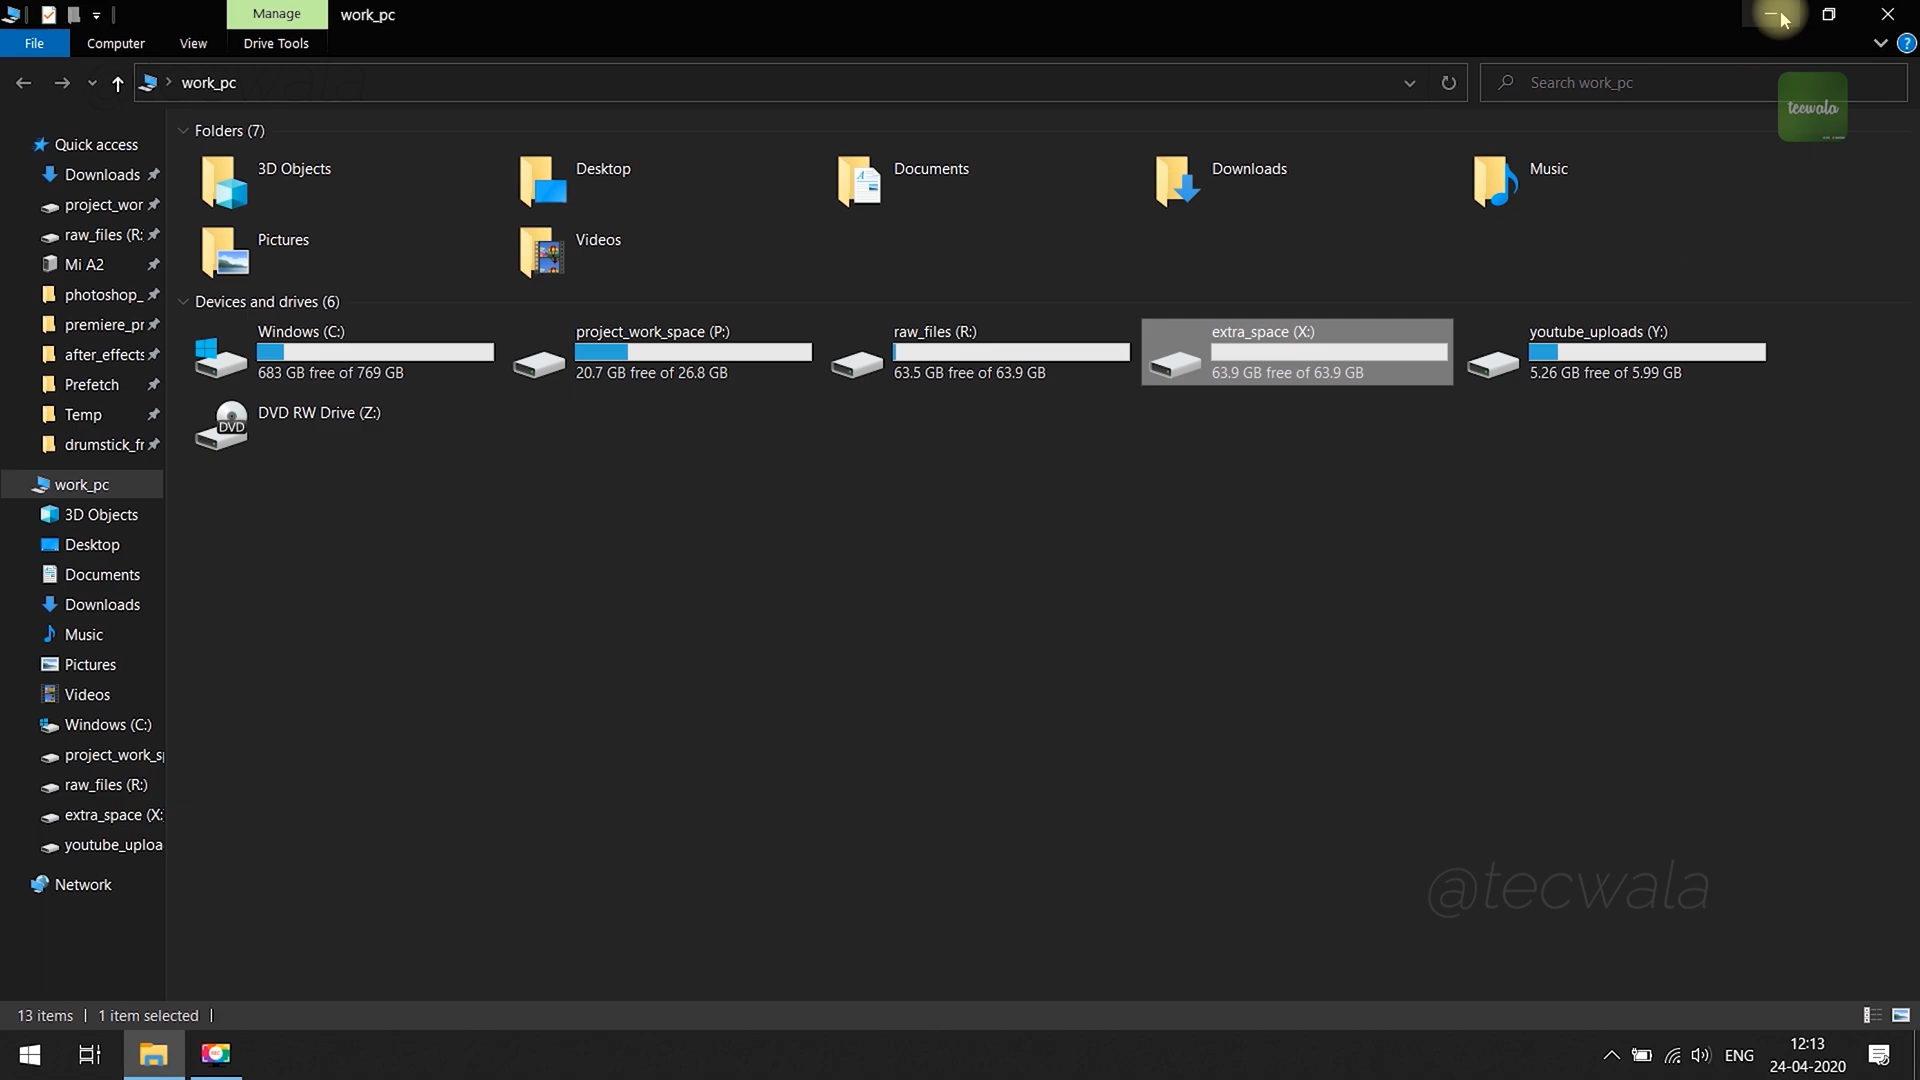 Manage
work_pc
File
Computer
View
Drive Tools
work_pc
Search work_pc
tecwala
Quick access
Downloads
project_wor
raw_files (R:
Mi A2
photoshop_
premiere_pr
after_effects
Prefetch
Temp
drumstick_fr
work_pc
3D Objects
Desktop
Documents
Downloads
Music
Pictures
Videos
Windows (C:)
project_work_sp
raw_files (R:)
extra_space (X:
youtube_uploa
Network
Folders (7)
3D Objects
Desktop
Documents
Downloads
Music
Pictures
Videos
Devices and drives (6)
Windows (C:)
683 GB free of 769 GB
project_work_space (P:)
20.7 GB free of 26.8 GB
raw_files (R:)
63.5 GB free of 63.9 GB
extra_space (X:)
63.9 GB free of 63.9 GB
youtube_uploads (Y:)
5.26 GB free of 5.99 GB
DVD
DVD RW Drive (Z:)
@tecwala
13 items
1 item selected
REC
ENG
12:13
24-04-2020